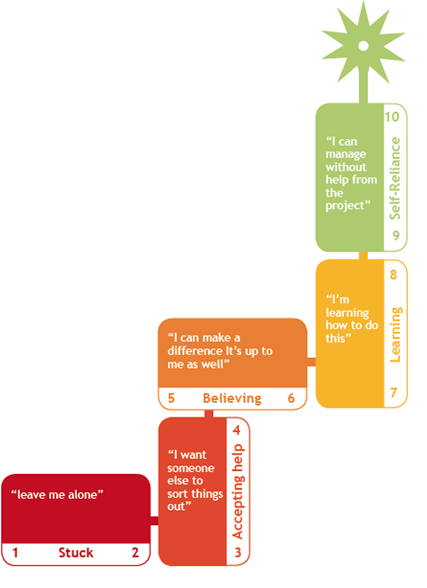 10
"I can
manage
without
help from
the
project"
Self-Reliance
9
8
"I'm
learning
how to do
this"
Learning
7
"I can make a
difference It's up to
me as well"
5 Believing 6
4
"I want
someone
else to
sort things
out"
Accepting help
3
"leave me alone"
1 Stuck 2